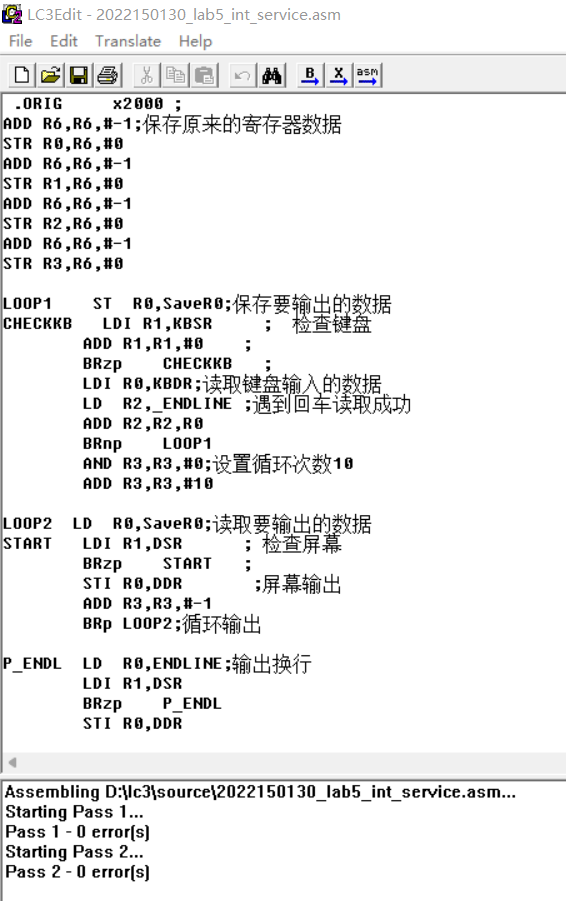 LC3Edit - 2022150130_lab5_int_service.asm
File Edit Translate Help
B X asm
.ORIG x2000 ;
ADD R6,R6,#-1;保存原来的寄存器数据
STR R0,R6,#0
ADD R6,R6,#-1
STR R1,R6,#0
ADD R6,R6,#-1
STR R2,R6,#0
ADD R6,R6,#-1
STR R3,R6,#0
LOOP1 ST R0,SaveR0;保存要输出的数据
CHECKKB LDI R1,KBSR ; 检查键盘
ADD R1,R1,#0 ;
BRzp CHECKKB ;
LDI R0,KBDR;读取键盘输入的数据
LD R2,_ENDLINE ;遇到回车读取成功
ADD R2,R2,R0
BRnp LOOP1
AND R3,R3,#0;设置循环次数10
ADD R3,R3,#10
LOOP2 LD R0,SaveR0;读取要输出的数据
START LDI R1,DSR ; 检查屏幕
BRzp START ;
STI R0,DDR ;屏幕输出
ADD R3,R3,#-1
BRp LOOP2;循环输出
P_ENDL LD R0,ENDLINE;输出换行
LDI R1,DSR
BRzp P_ENDL
STI R0,DDR
Assembling D:\lc3\source\2022150130_lab5_int_service.asm...
Starting Pass 1...
Pass 1 - 0 error(s)
Starting Pass 2...
Pass 2 - 0 error(s)